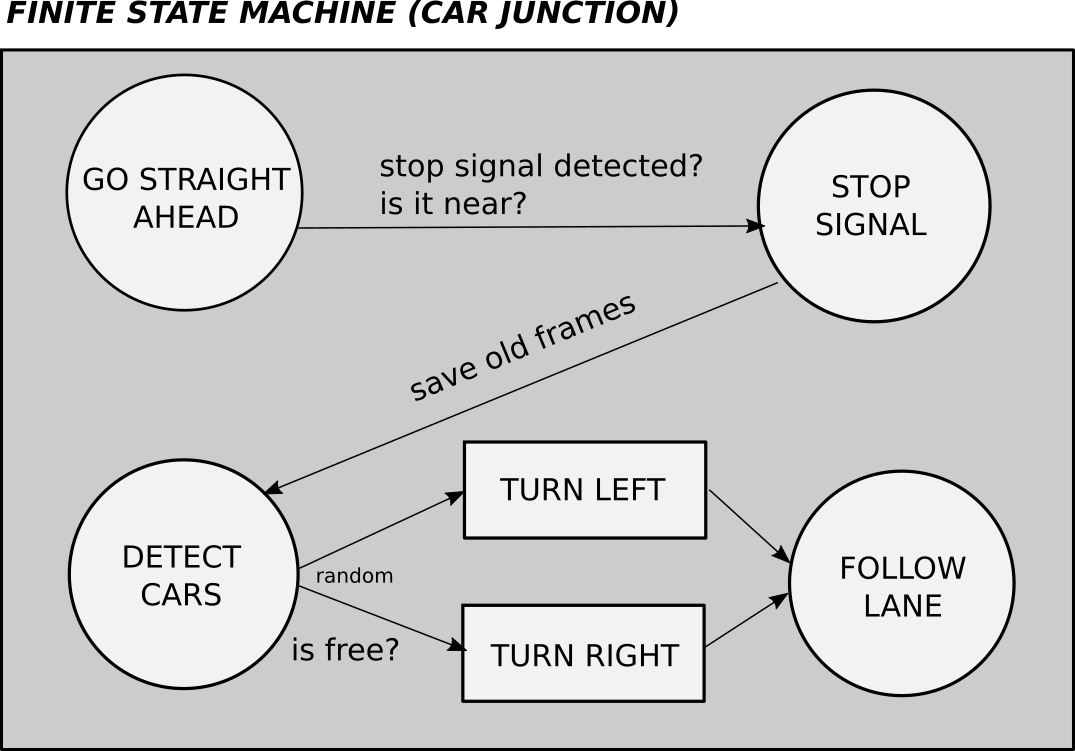 FINITE STATE MACHINE (CAR JUNCTION)
GO STRAIGHT
AHEAD
stop signal detected?
is it near?
STOP
SIGNAL
save old frames
DETECT
CARS
random
is free?
TURN LEFT
TURN RIGHT
FOLLOW
LANE